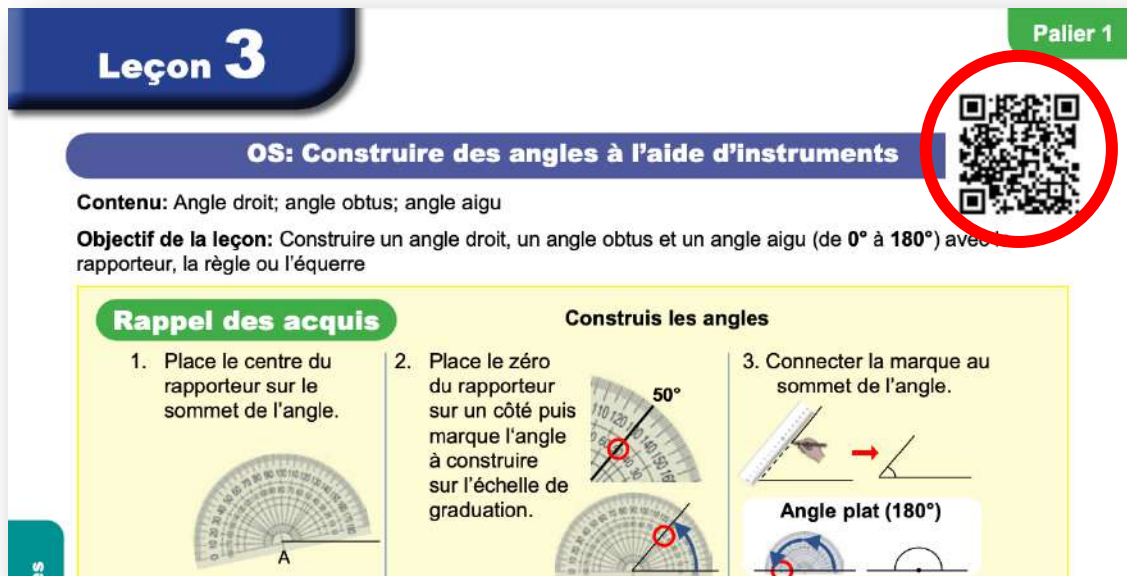 Leçon 3
Palier 1
OS: Construire des angles à l'aide d'instruments
Contenu: Angle droit; angle obtus; angle aigu
Objectif de la leçon: Construire un angle droit, un angle obtus et un angle aigu (de 0° à 180°) avec
rapporteur, la règle ou l'équerre
Rappel des acquis
Construis les angles
1. Place le centre du
rapporteur sur le
sommet de l'angle.
A
2. Place le zéro
du rapporteur
sur un côté puis
marque l'angle
à construire
sur l'échelle de
graduation.
50°
3. Connecter la marque au
sommet de l'angle.
Angle plat (180°)